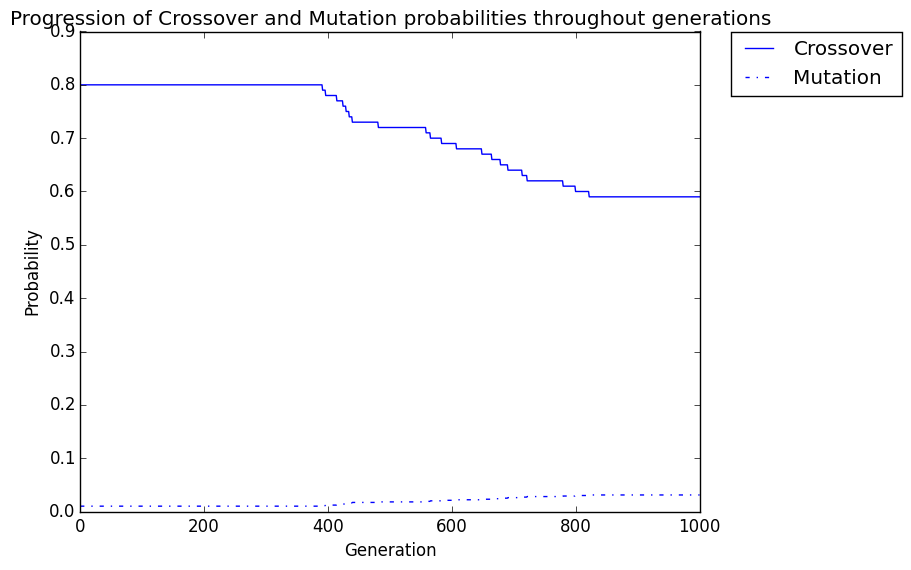 Progression of Crossover and Mutation probabilities throughout generations
Crossover
Mutation
0.9
0.8
0.7
0.6
0.5
0.4
0.3
0.2
0.1
0.0
Probability
0 200 400 600 800 1000
Generation